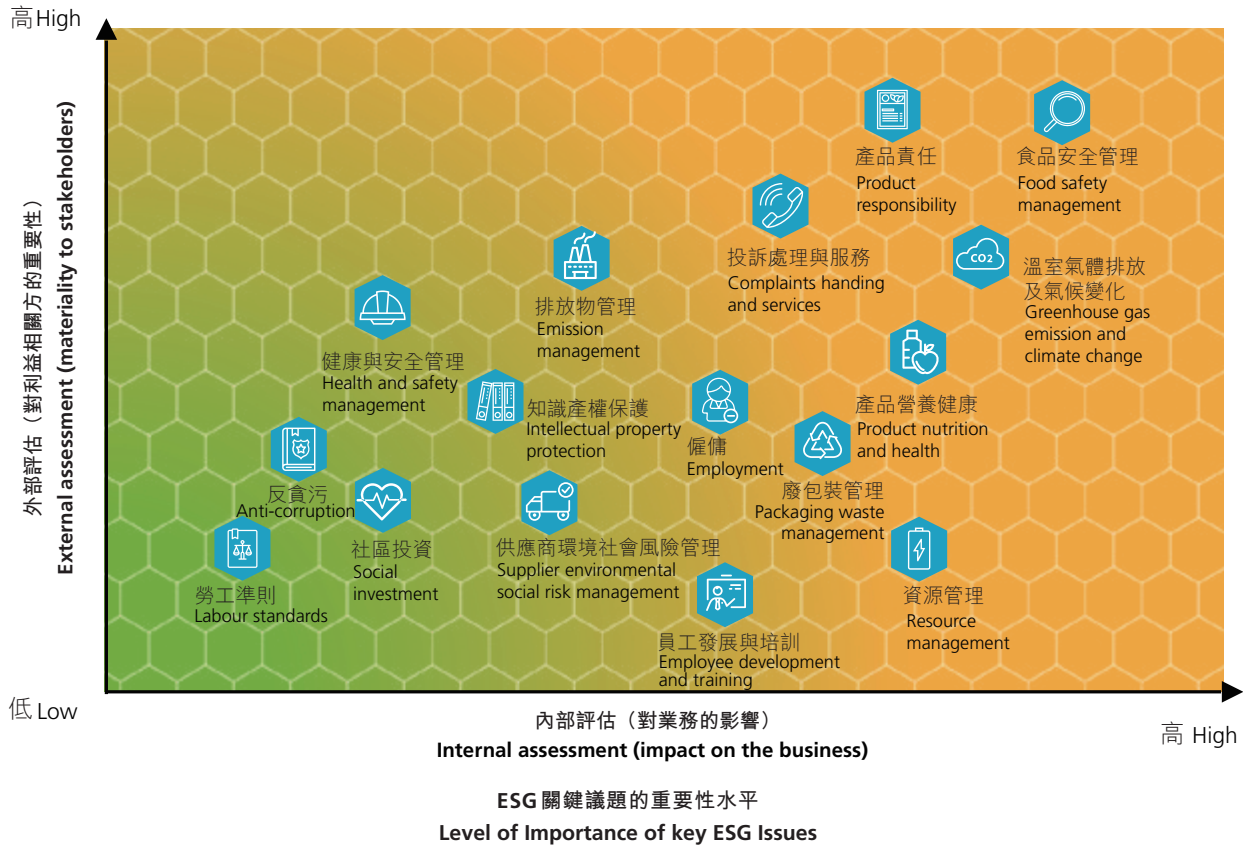 高High
外部評估（對利益相關方的重要性）
External assessment (materiality to stakeholders)
產品責任
Product
responsibility
食品安全管理
Food safety
management
投訴處理與服務
Complaints handing
and services
CO2
溫室氣體排放
及氣候變化
Greenhouse gas
emission and
climate change
排放物管理
Emission
management
健康與安全管理
Health and safety
management
知識產權保護
Intellectual property
protection
僱傭
Employment
產品營養健康
Product nutrition
and health
廢包裝管理
Packaging waste
management
反貪污
Anti-corruption
社區投資
Social
investment
供應商環境社會風險管理
Supplier environmental
social risk management
勞工準則
Labour standards
員工發展與培訓
Employee development
and training
資源管理
Resource
management
低 Low
內部評估（對業務的影響）
Internal assessment (impact on the business)
高 High
ESG 關鍵議題的重要性水平
Level of Importance of key ESG Issues